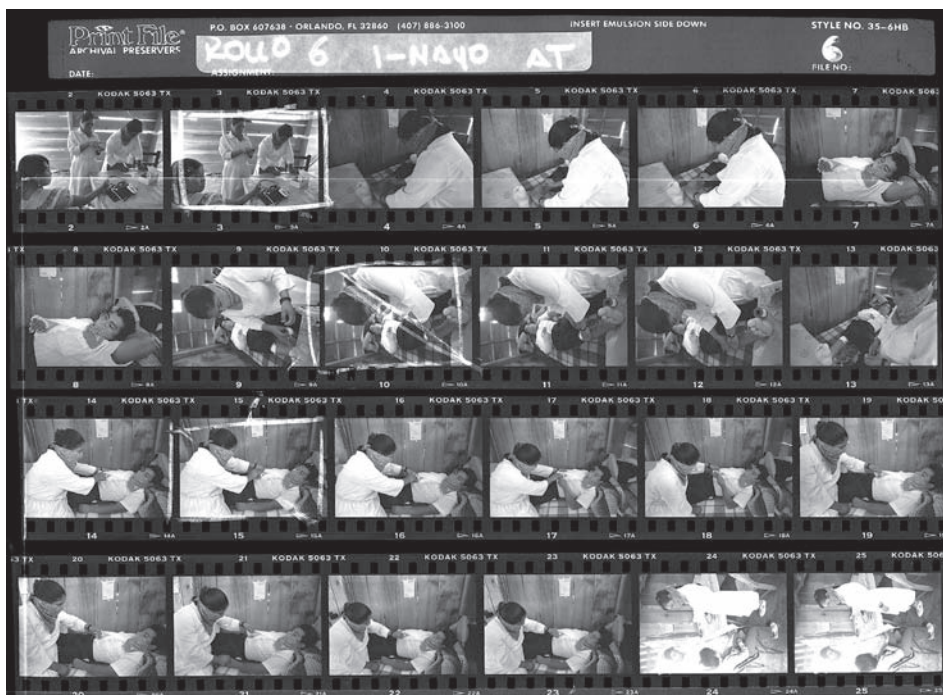 Print File®
ARCHIVAL PRESERVERS
P.O. BOX 607638 • ORLANDO, FL 32860 (407) 886-3100
INSERT EMULSION SIDE DOWN
STYLE NO. 35-6HB
ROLLO 6 1-MAYO AT
6
DATE:
ASSIGNMENT:
FILE NO:
2 KODAK 5063 TX 3 KODAK 5063 TX 4 KODAK 5063 TX 5 KODAK 5063 TX 6 KODAK 5063 TX 7 KODAK 5063
2 2A 3 3A 4 4A 5 5A 6 6A 7 7A
TX 8 KODAK 5063 TX 9 KODAK 5063 TX 10 KODAK 5063 TX 11 KODAK 5063 TX 12 KODAK 5063 TX 13 KODAK 5063
8 8A 9 9A 10 10A 11 11A 12 12A 13 13A
TX 14 KODAK 5063 TX 15 KODAK 5063 TX 16 KODAK 5063 TX 17 KODAK 5063 TX 18 KODAK 5063 TX 19 KODAK 50
14 14A 15 15A 16 16A 17 17A 18 18A 19
63 TX 20 KODAK 5063 TX 21 KODAK 5063 TX 22 KODAK 5063 TX 23 KODAK 5063 TX 24 KODAK 5063 TX 25 KODAK 50
20 20A 21 21A 22 22A 23 23A 24 24A 25